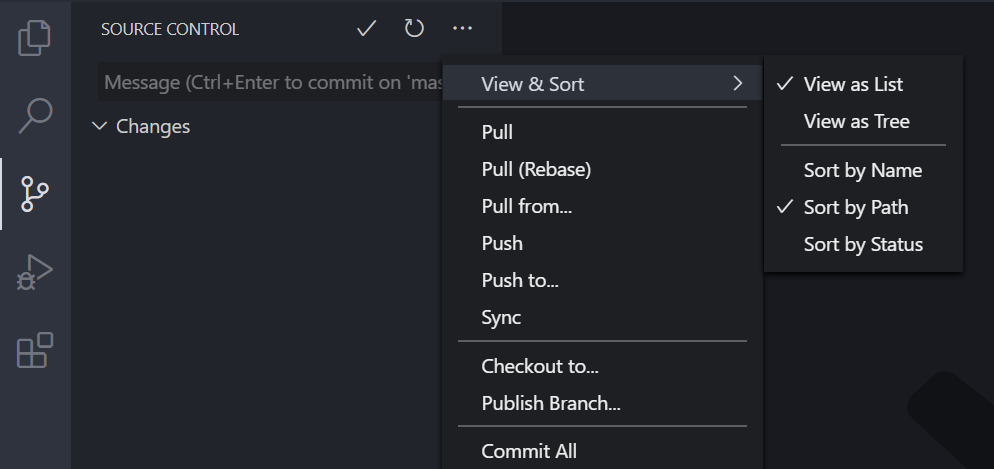 SOURCE CONTROL
Message (Ctrl+Enter to commit on 'mas
Changes
View & Sort
Pull
Pull (Rebase)
Pull from...
Push
Push to...
Sync
Checkout to...
Publish Branch...
Commit All
View as List
View as Tree
Sort by Name
Sort by Path
Sort by Status